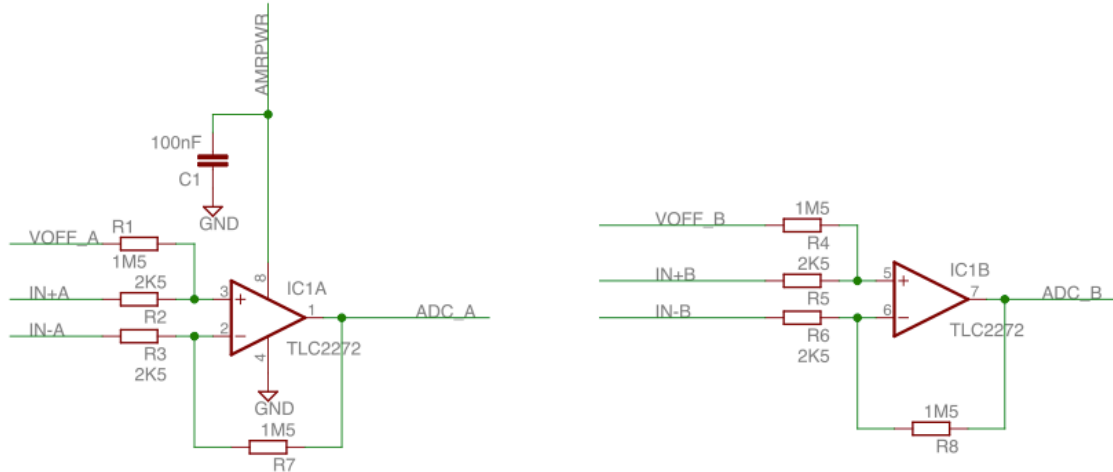 AMRPWR
100nF
C1
GND
R1
VOFF_A
1M5
2K5
IN+A
R2
IN-A
R3
2K5
3
2
+
−
8
4
IC1A
1
ADC_A
TLC2272
GND
1M5
R7
1M5
VOFF_B
R4
2K5
IN+B
R5
IN-B
R6
2K5
5
6
+
−
IC1B
7
ADC_B
TLC2272
1M5
R8